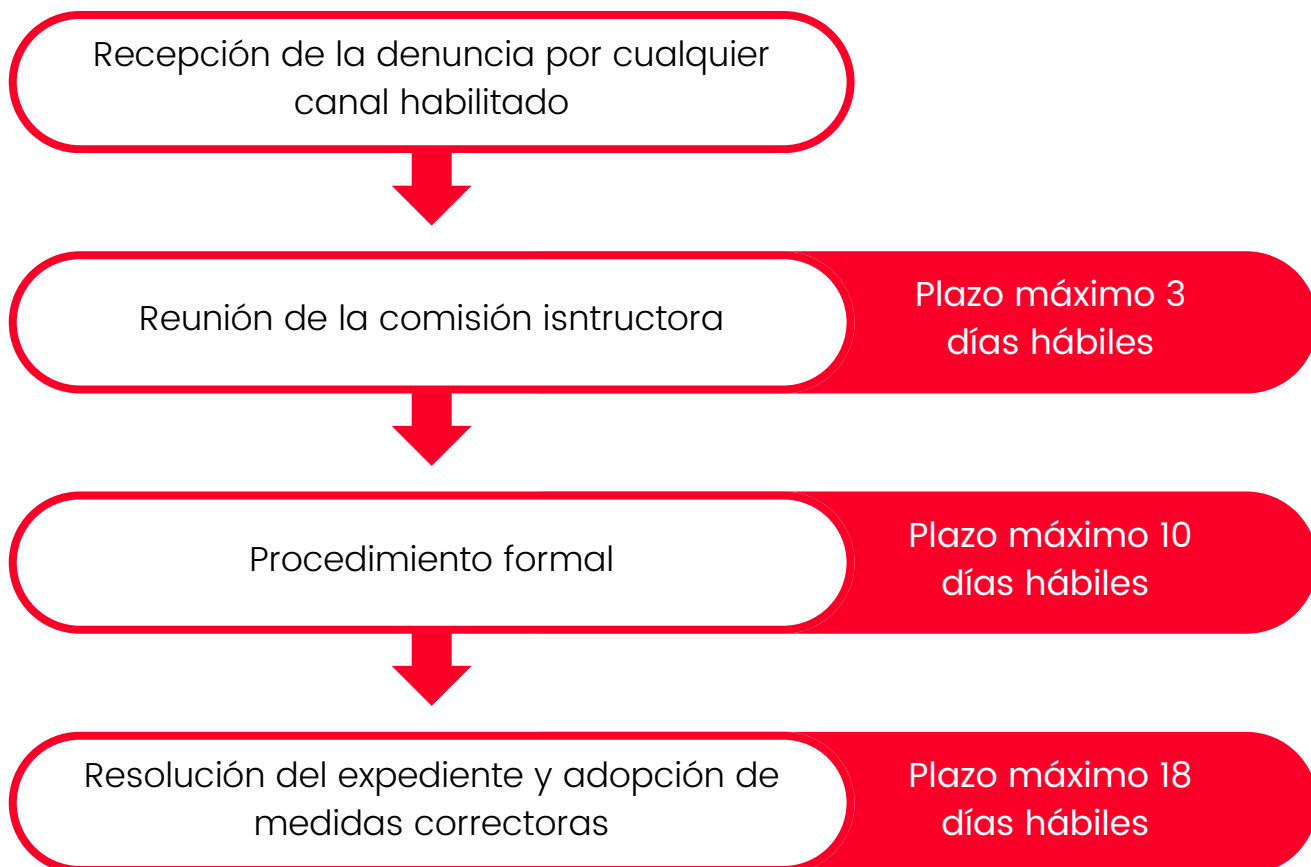 Recepción de la denuncia por cualquier
canal habilitado
Reunión de la comisión isntructora
Plazo máximo 3
días hábiles
Procedimiento formal
Plazo máximo 10
días hábiles
Resolución del expediente y adopción de
medidas correctoras
Plazo máximo 18
días hábiles